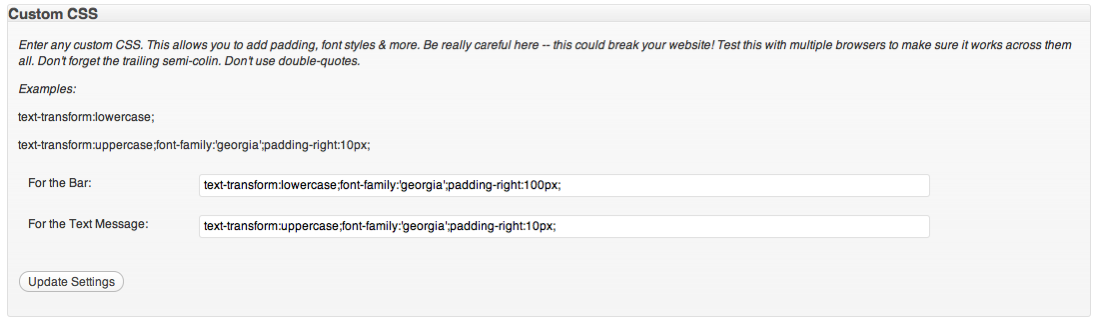 Custom CSS
Enter any custom CSS. This allows you to add padding, font styles & more. Be really careful here -- this could break your website! Test this with multiple browsers to make sure it works across them
all. Don't forget the trailing semi-colin. Don't use double-quotes.
Examples:
text-transform:lowercase;
text-transform:uppercase;font-family:'georgia';padding-right:10px;
For the Bar: text-transform:lowercase;font-family:'georgia';padding-right:100px;
For the Text Message: text-transform:uppercase;font-family:'georgia';padding-right:10px;
Update Settings